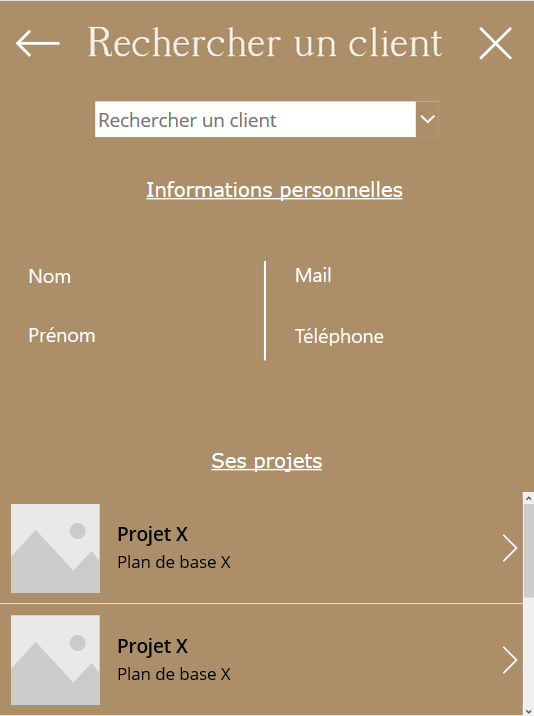 Rechercher un client
Rechercher un client
Informations personnelles
Nom
Mail
Prénom
Téléphone
Ses projets
Projet X
Plan de base X
Projet X
Plan de base X